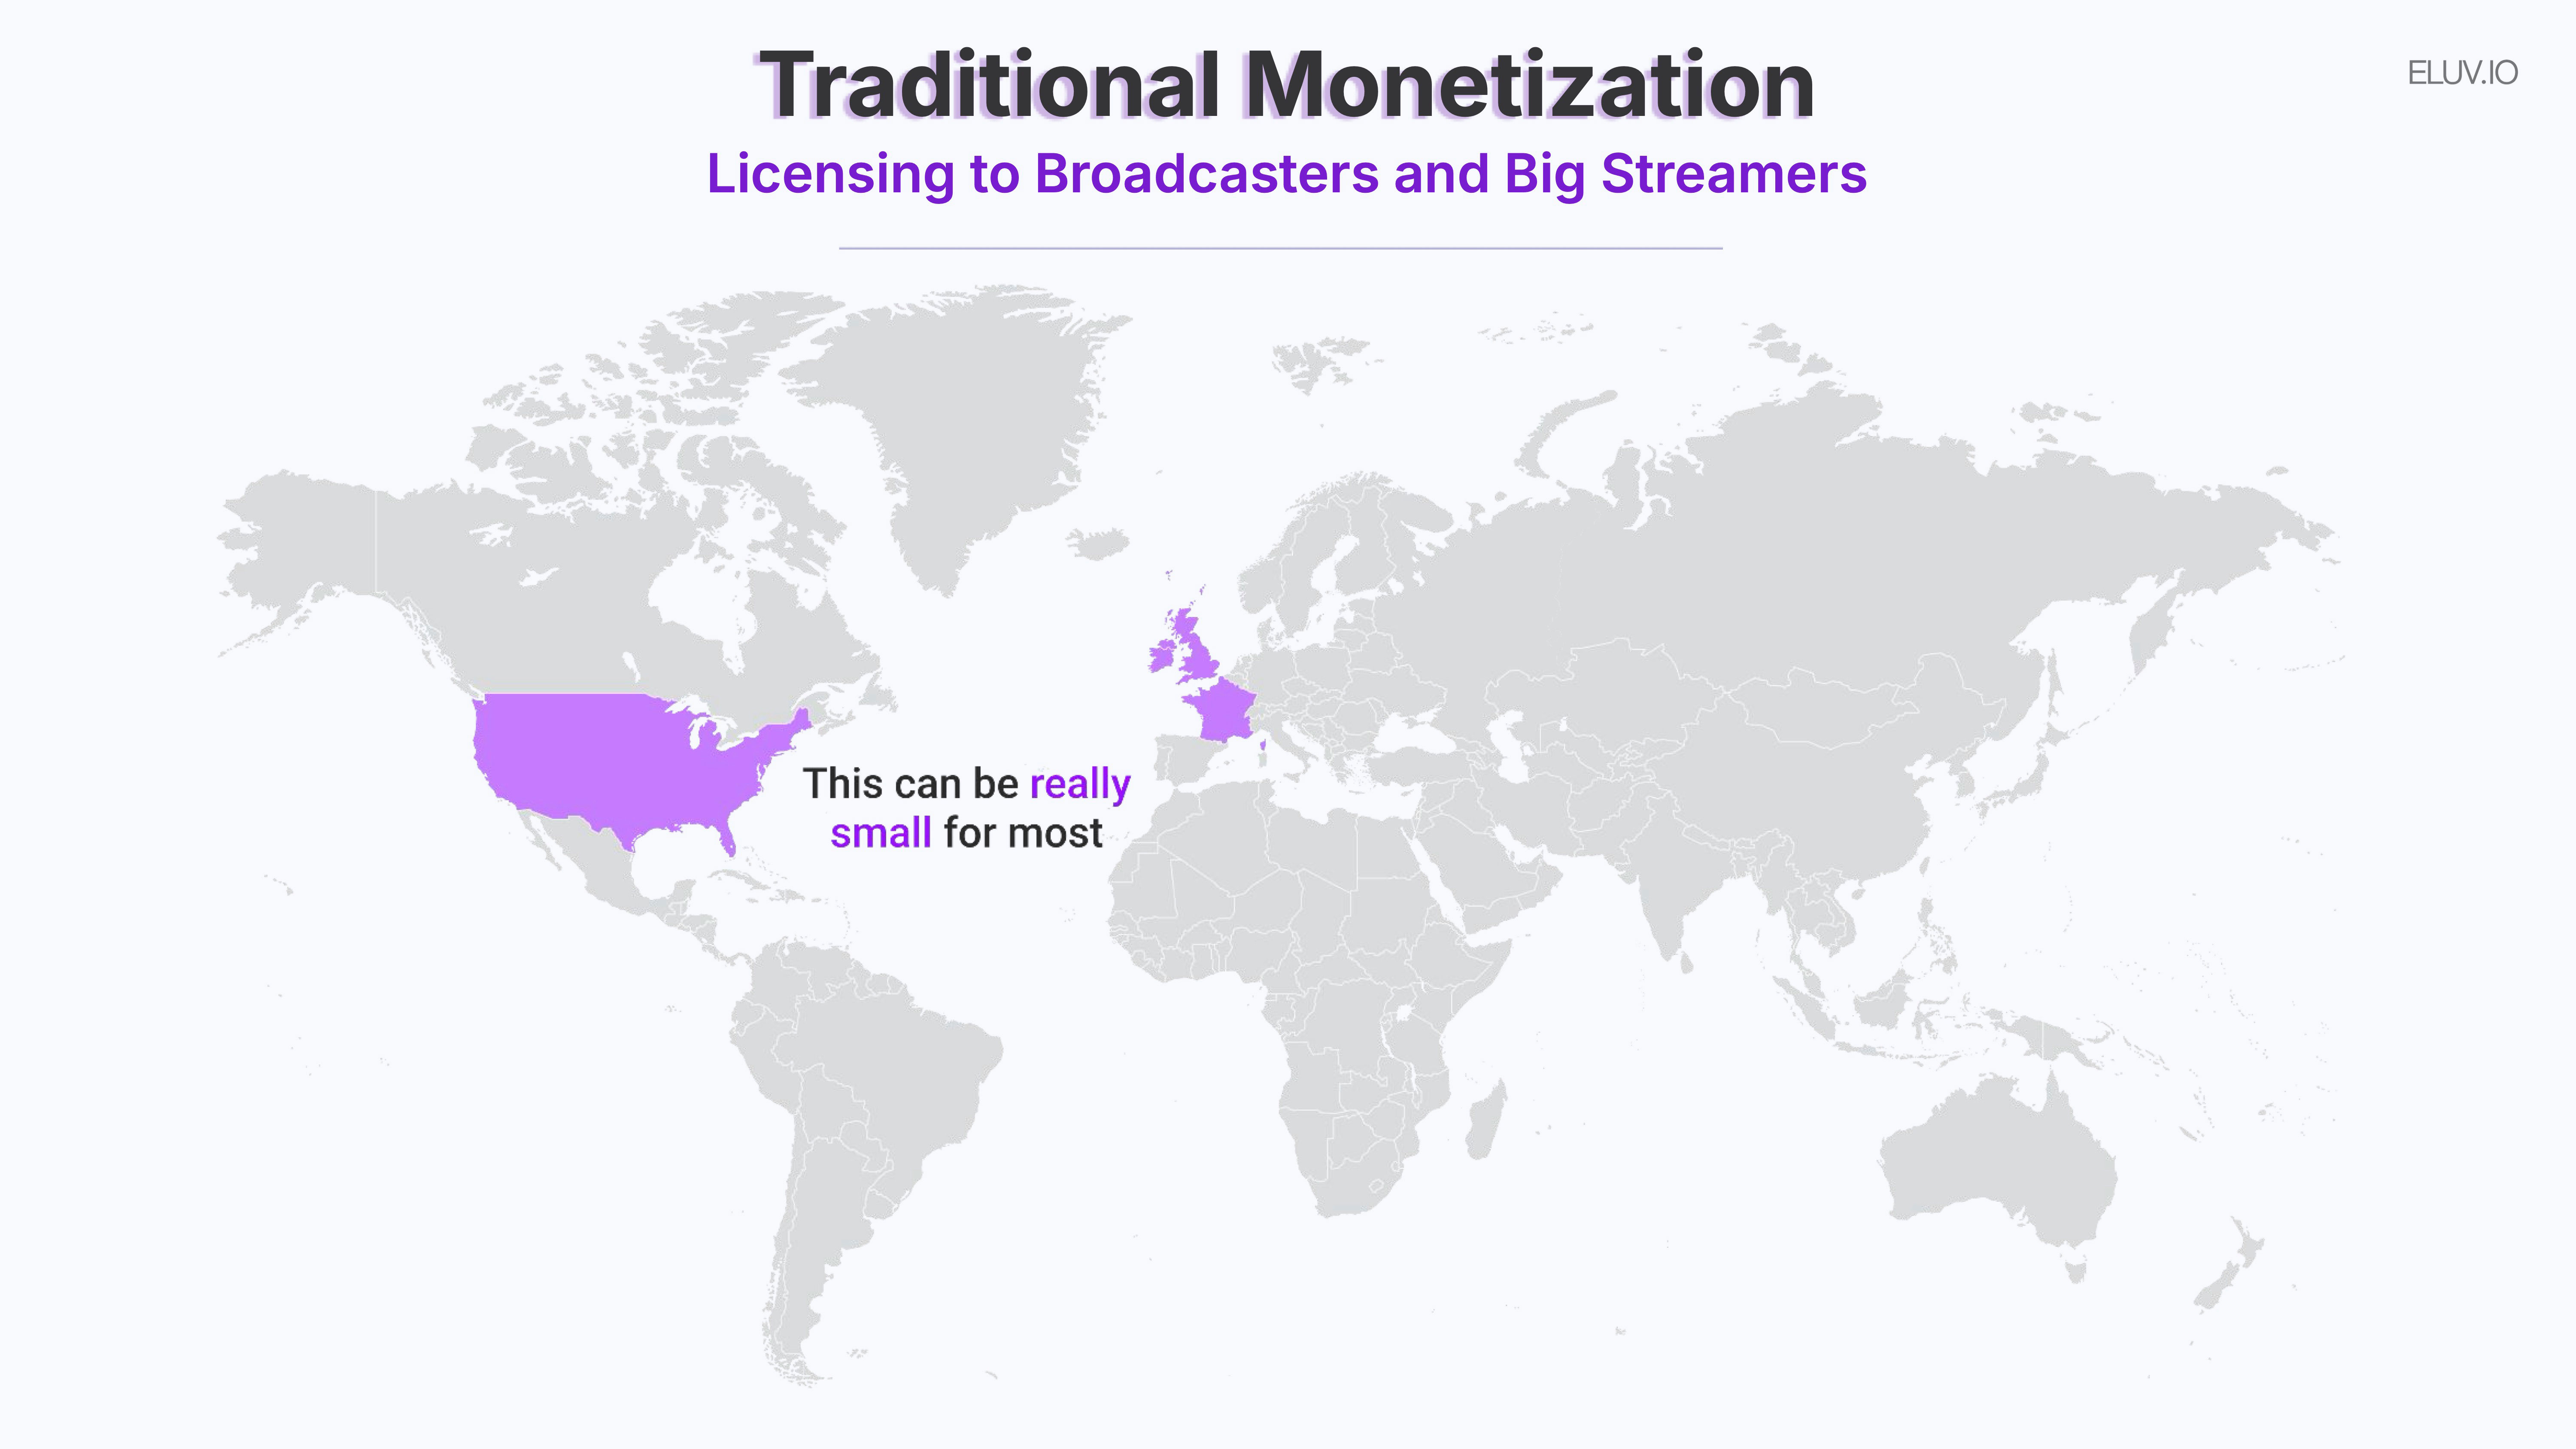 Traditional Monetization
ELUV.IO
Licensing to Broadcasters and Big Streamers
This can be really
small for most